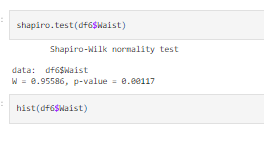 shapiro.test(df6$Waist)
Shapiro-Wilk normality test
data:  df6$Waist
W = 0.95586, p-value = 0.00117
hist(df6$Waist)